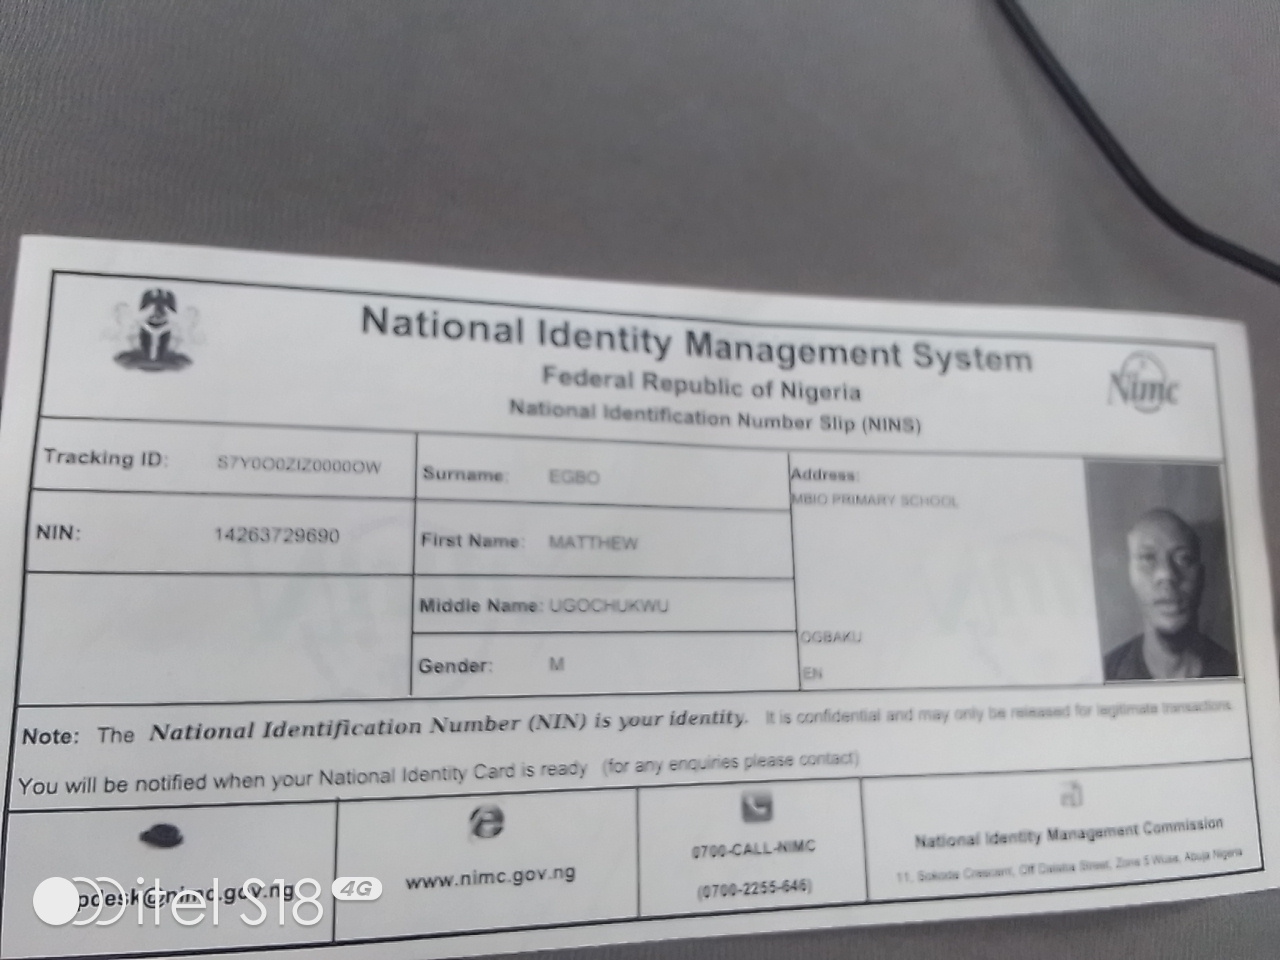 National Identity Management System
Federal Republic of Nigeria
National Identification Number Slip (NINS)
Nimc
Tracking ID: S7Y0O0ZIZ0000OW
Surname: EGBO
Address:
MBIO PRIMARY SCHOOL
NIN: 14263729690
First Name: MATTHEW
Middle Name: UGOCHUKWU
OGBAKU
Gender: M
EN
Note: The National Identification Number (NIN) is your identity. It is confidential and may only be released for legitimate transactions.
You will be notified when your National Identity Card is ready (for any enquiries please contact)
www.nimc.gov.ng
0700-CALL-NIMC
(0700-2255-646)
National Identity Management Commission
11, Sokode Crescent, Off Dalaba Street, Zone 5 Wuse, Abuja Nigeria
itel S18 4G